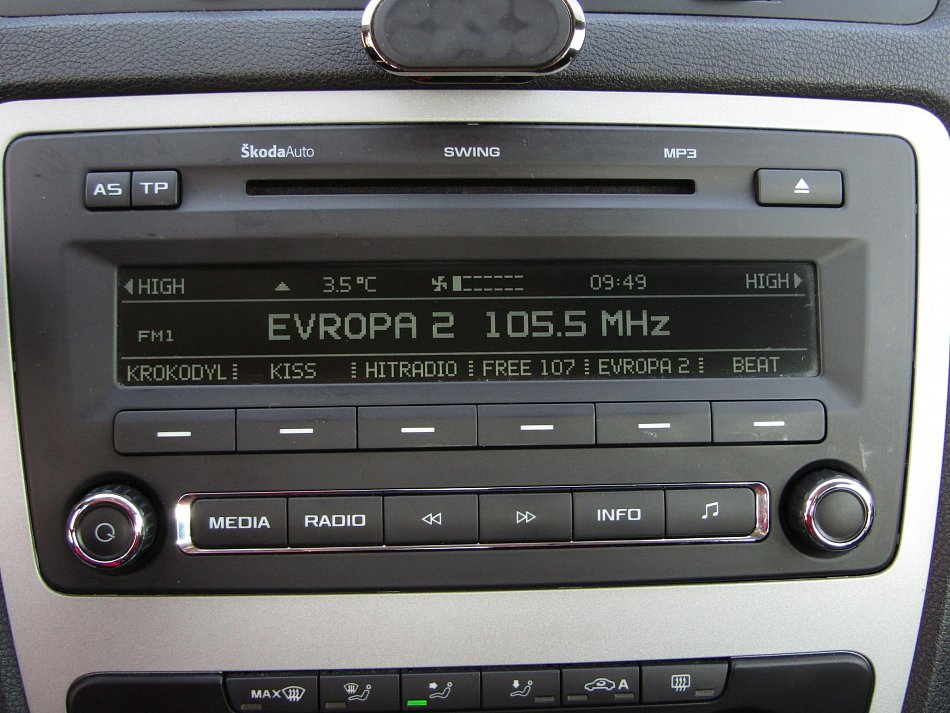 ŠkodaAuto SWING MP3
AS TP
HIGH 3.5°C 09:49 HIGH
FM1 EVROPA 2 105.5 MHz
KROKODYL KISS HITRADIO FREE 107 EVROPA 2 BEAT
MEDIA RADIO INFO
MAX A